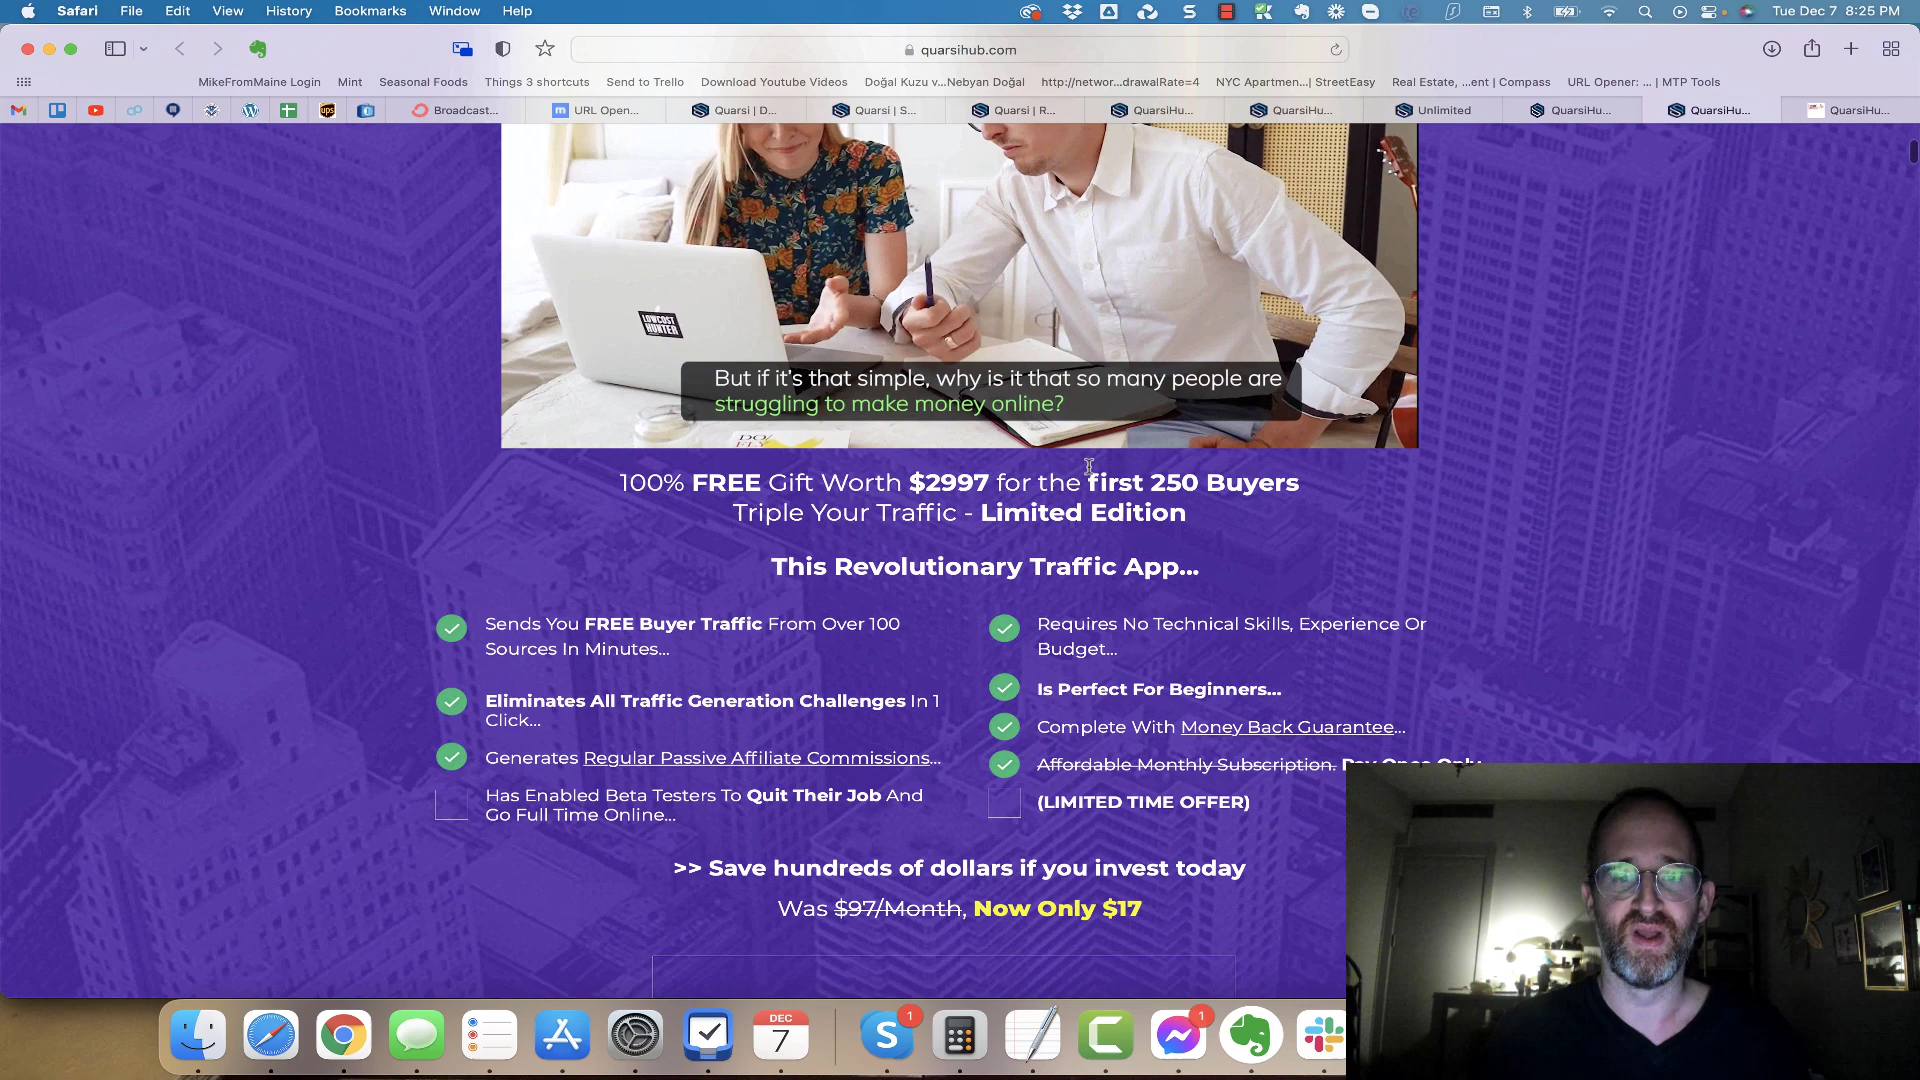 Safari File Edit View History Bookmarks Window Help Tue Dec 7 8:25 PM
quarsihub.com
MikeFromMaine Login Mint Seasonal Foods Things 3 shortcuts Send to Trello Download Youtube Videos Doğal Kuzu v...Nebyan Doğal http://networ...drawalRate=4 NYC Apartmen...| StreetEasy Real Estate, ...ent | Compass URL Opener: ... | MTP Tools
Broadcast... URL Open... Quarsi | D... Quarsi | S... Quarsi | R... QuarsiHu... QuarsiHu... Unlimited QuarsiHu... QuarsiHu... QuarsiHu...
LOWCOST
HUNTER
But if it's that simple, why is it that so many people are
struggling to make money online?
100% FREE Gift Worth $2997 for the first 250 Buyers
Triple Your Traffic - Limited Edition
This Revolutionary Traffic App...
Sends You FREE Buyer Traffic From Over 100
Sources In Minutes...
Eliminates All Traffic Generation Challenges In 1
Click...
Generates Regular Passive Affiliate Commissions...
Has Enabled Beta Testers To Quit Their Job And
Go Full Time Online...
Requires No Technical Skills, Experience Or
Budget...
Is Perfect For Beginners...
Complete With Money Back Guarantee...
Affordable Monthly Subscription. Pay Once Only
(LIMITED TIME OFFER)
>> Save hundreds of dollars if you invest today
Was $97/Month, Now Only $17
DEC
7
1
1